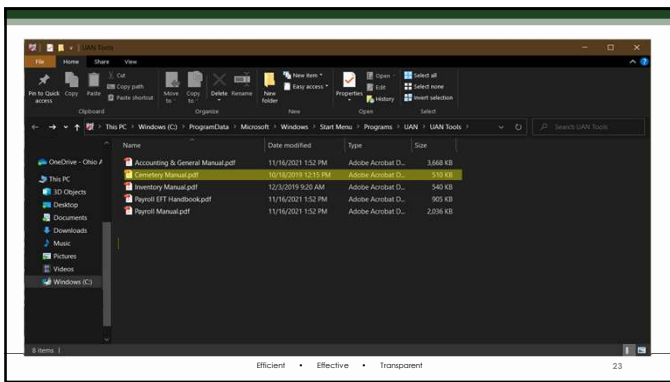 UAN Tools
File Home Share View
Pin to Quick access
Copy
Paste
Cut
Copy path
Paste shortcut
Clipboard
Move to
Copy to
Delete
Rename
Organize
New folder
New item
Easy access
New
Properties
Open
Edit
History
Open
Select all
Select none
Invert selection
Select
This PC > Windows (C:) > ProgramData > Microsoft > Windows > Start Menu > Programs > UAN > UAN Tools >
Search UAN Tools
Name Date modified Type Size
OneDrive - Ohio A
This PC
3D Objects
Desktop
Documents
Downloads
Music
Pictures
Videos
Windows (C:)
Accounting & General Manual.pdf 11/16/2021 1:52 PM Adobe Acrobat D... 3,668 KB
Cemetery Manual.pdf 10/18/2019 12:15 PM Adobe Acrobat D... 510 KB
Inventory Manual.pdf 12/3/2019 9:20 AM Adobe Acrobat D... 540 KB
Payroll EFT Handbook.pdf 11/16/2021 1:52 PM Adobe Acrobat D... 905 KB
Payroll Manual.pdf 11/16/2021 1:52 PM Adobe Acrobat D... 2,036 KB
8 items
Efficient • Effective • Transparent
23